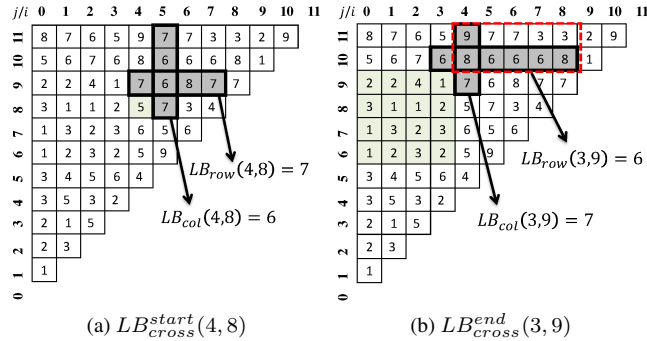 j/i 0 1 2 3 4 5 6 7 8 9 10 11
11 8 7 6 5 9 7 7 3 3 2 9
10 5 6 7 6 8 6 6 6 8 1
9 2 2 4 1 7 6 8 7 7
8 3 1 1 2 5 7 3 4
7 1 3 2 3 6 5 6
6 1 2 3 2 5 9
5 3 4 5 6 4
4 3 5 3 2
3 2 1 5
2 2 3
1 1
0
LB_row(4,8) = 7
LB_col(4,8) = 6
(a) LB^start_cross(4, 8)
j/i 0 1 2 3 4 5 6 7 8 9 10 11
11 8 7 6 5 9 7 7 3 3 2 9
10 5 6 7 6 8 6 6 6 8 1
9 2 2 4 1 7 6 8 7 7
8 3 1 1 2 5 7 3 4
7 1 3 2 3 6 5 6
6 1 2 3 2 5 9
5 3 4 5 6 4
4 3 5 3 2
3 2 1 5
2 2 3
1 1
0
LB_row(3,9) = 6
LB_col(3,9) = 7
(b) LB^end_cross(3, 9)